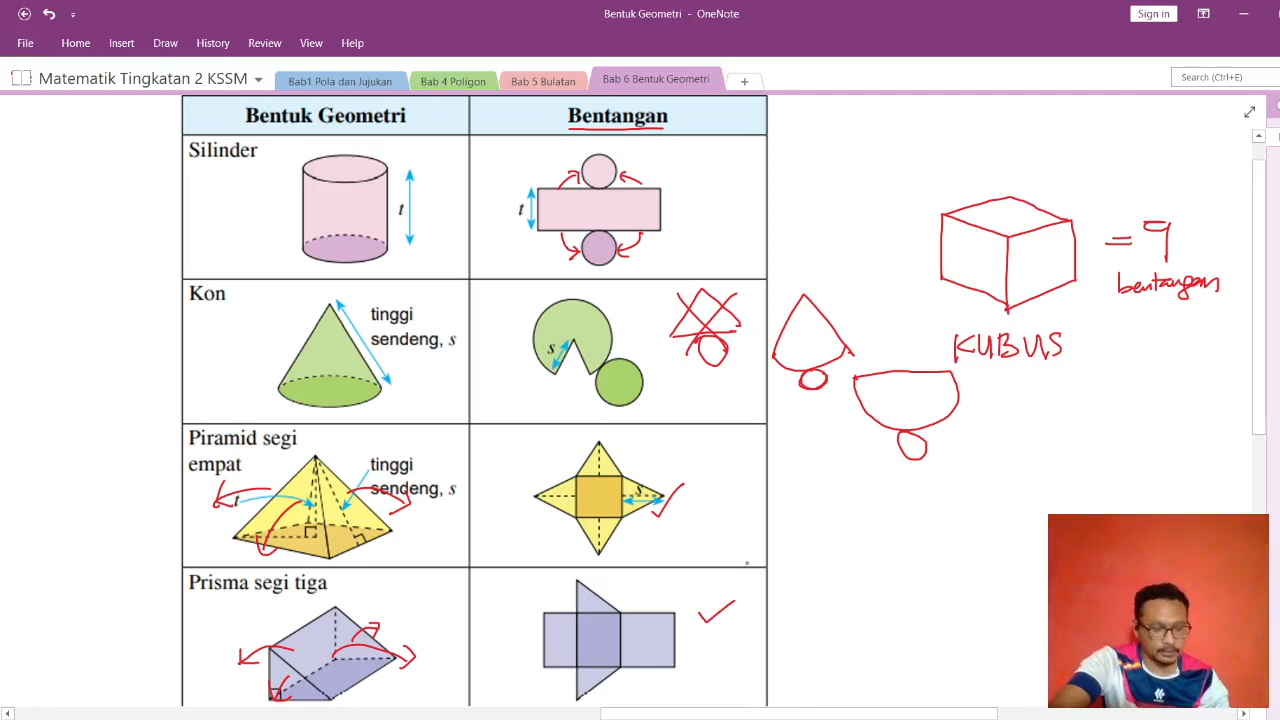 Bentuk Geometri - OneNote
Sign in
File Home Insert Draw History Review View Help
Matematik Tingkatan 2 KSSM
Bab1 Pola dan Jujukan
Bab 4 Poligon
Bab 5 Bulatan
Bab 6 Bentuk Geometri
+
Search (Ctrl+E)
Bentuk Geometri
Bentangan
Silinder
t
t
Kon
tinggi
sendeng, s
s
Piramid segi
empat
t
tinggi
sendeng, s
s
Prisma segi tiga
= 9
bentangan
KUBUS